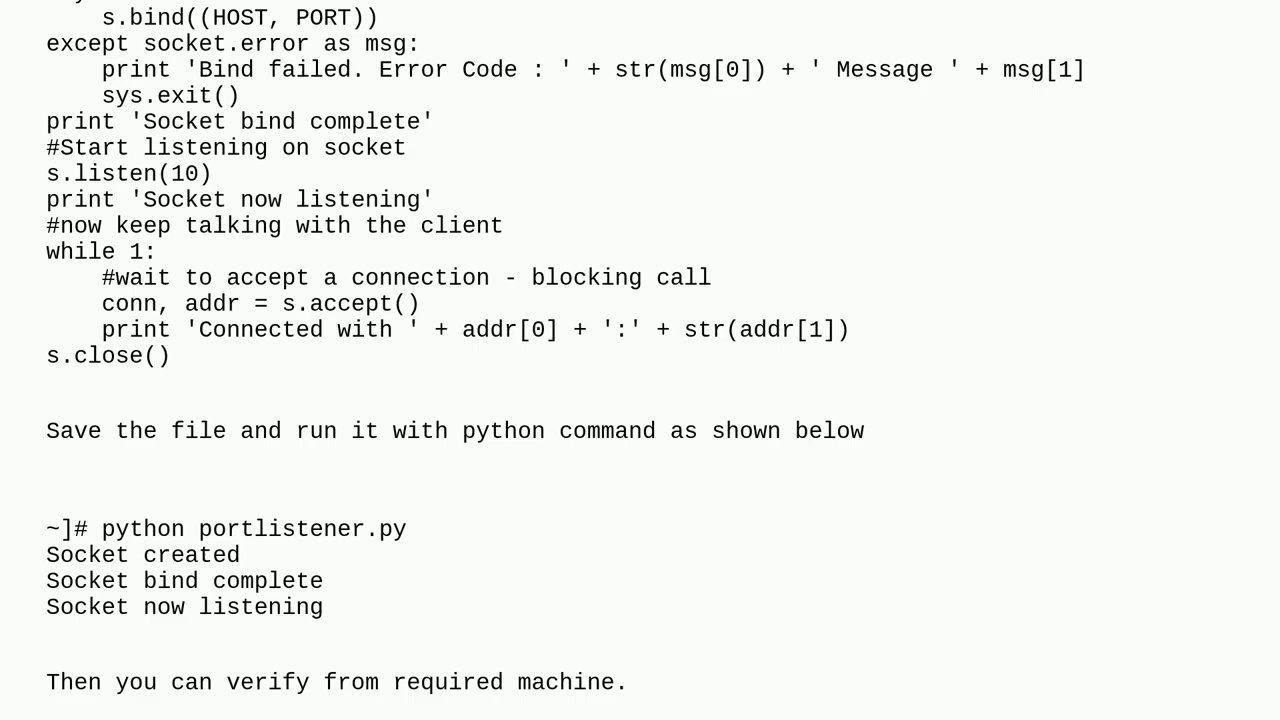 s.bind((HOST, PORT))
except socket.error as msg:
    print 'Bind failed. Error Code : ' + str(msg[0]) + ' Message ' + msg[1]
    sys.exit()
print 'Socket bind complete'
#Start listening on socket
s.listen(10)
print 'Socket now listening'
#now keep talking with the client
while 1:
    #wait to accept a connection - blocking call
    conn, addr = s.accept()
    print 'Connected with ' + addr[0] + ':' + str(addr[1])
s.close()
Save the file and run it with python command as shown below
~]# python portlistener.py
Socket created
Socket bind complete
Socket now listening
Then you can verify from required machine.